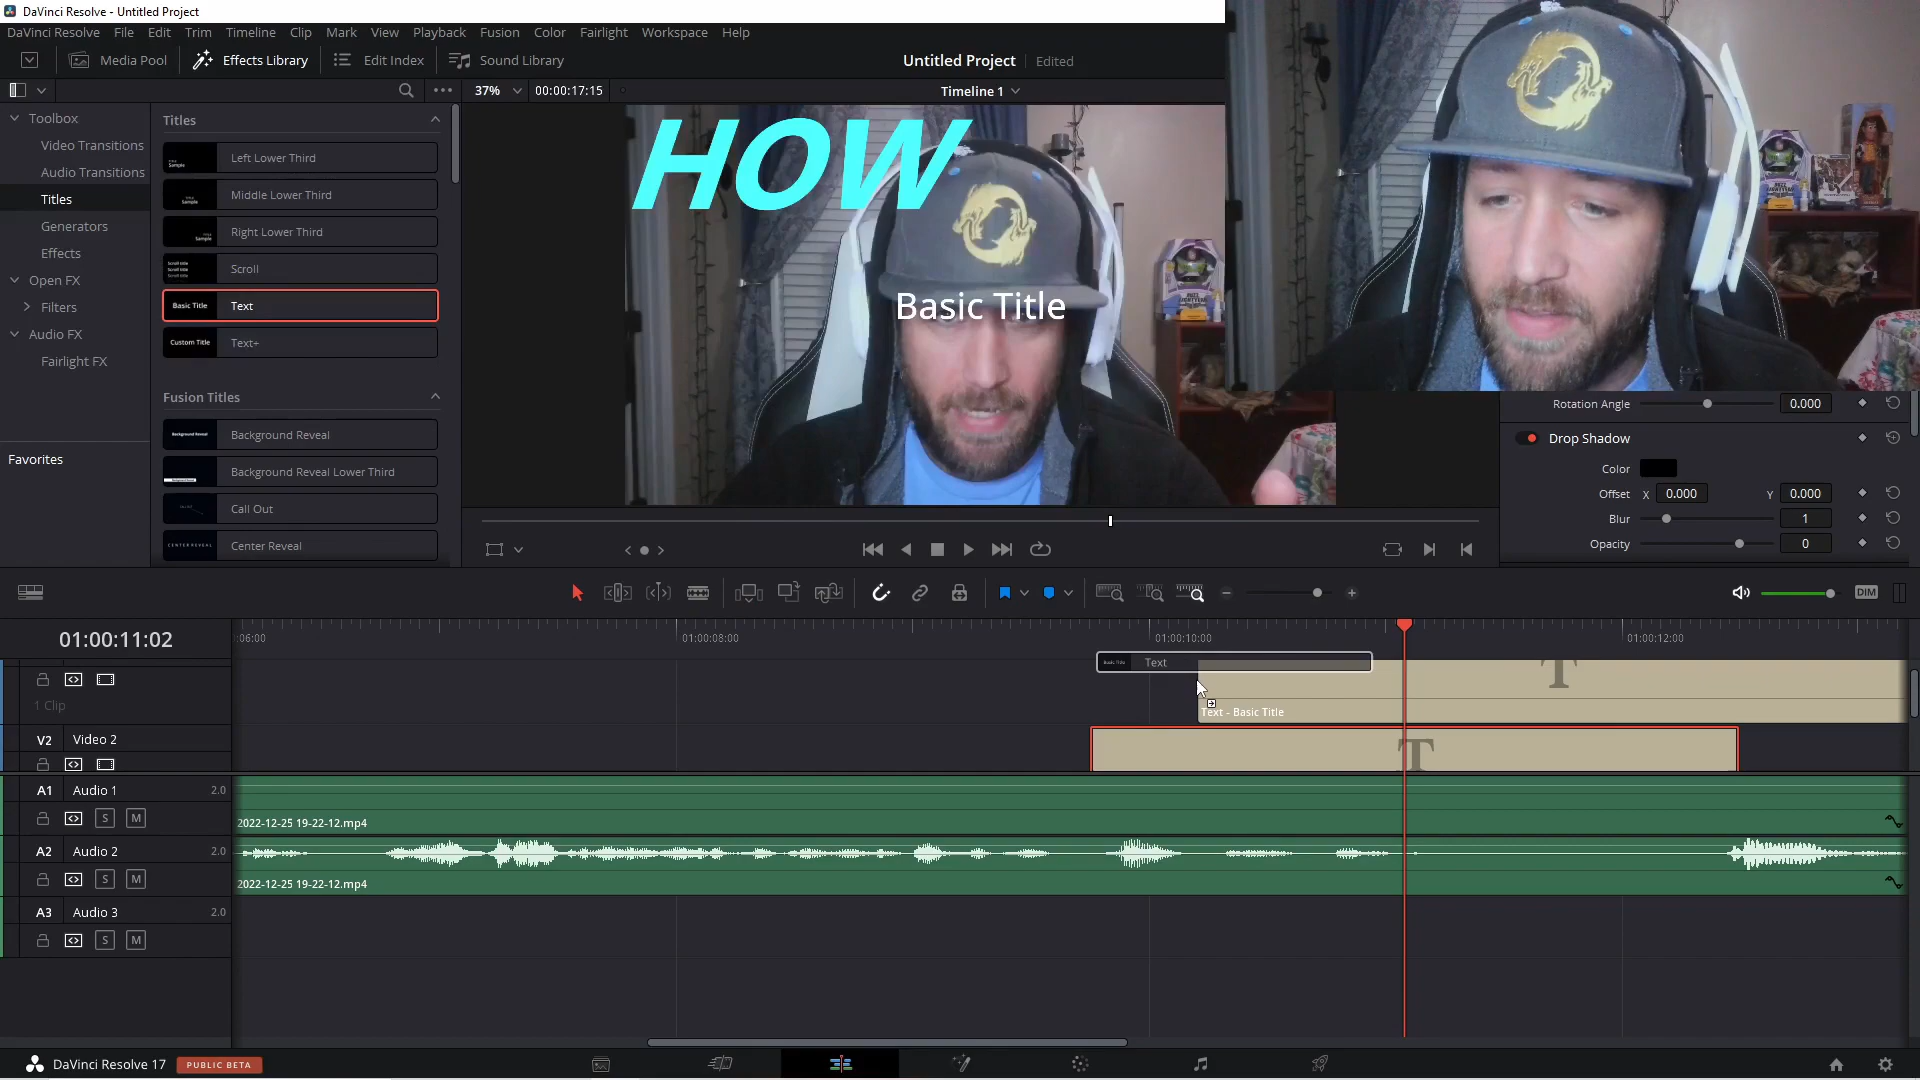 DaVinci Resolve - Untitled Project
DaVinci Resolve File Edit Trim Timeline Clip Mark View Playback Fusion Color Fairlight Workspace Help
Media Pool Effects Library Edit Index Sound Library Untitled Project Edited
37% 00:00:17:15 Timeline 1
Toolbox
Video Transitions
Audio Transitions
Titles
Generators
Effects
Open FX
Filters
Audio FX
Fairlight FX
Favorites
Titles
Left Lower Third
Middle Lower Third
Right Lower Third
Scroll
Basic Title Text
Custom Title Text+
Fusion Titles
Background Reveal
Background Reveal Lower Third
Call Out
CENTER REVEAL Center Reveal
HOW
Basic Title
Rotation Angle 0.000
Drop Shadow
Color
Offset X 0.000 Y 0.000
Blur 1
Opacity 0
DIM
01:00:11:02
:06:00 01:00:08:00 01:00:10:00 01:00:12:00
Text
1 Clip
T
Text - Basic Title
V2 Video 2
T
A1 Audio 1 2.0
S M
2022-12-25 19-22-12.mp4
A2 Audio 2 2.0
S M
2022-12-25 19-22-12.mp4
A3 Audio 3 2.0
S M
DaVinci Resolve 17 PUBLIC BETA